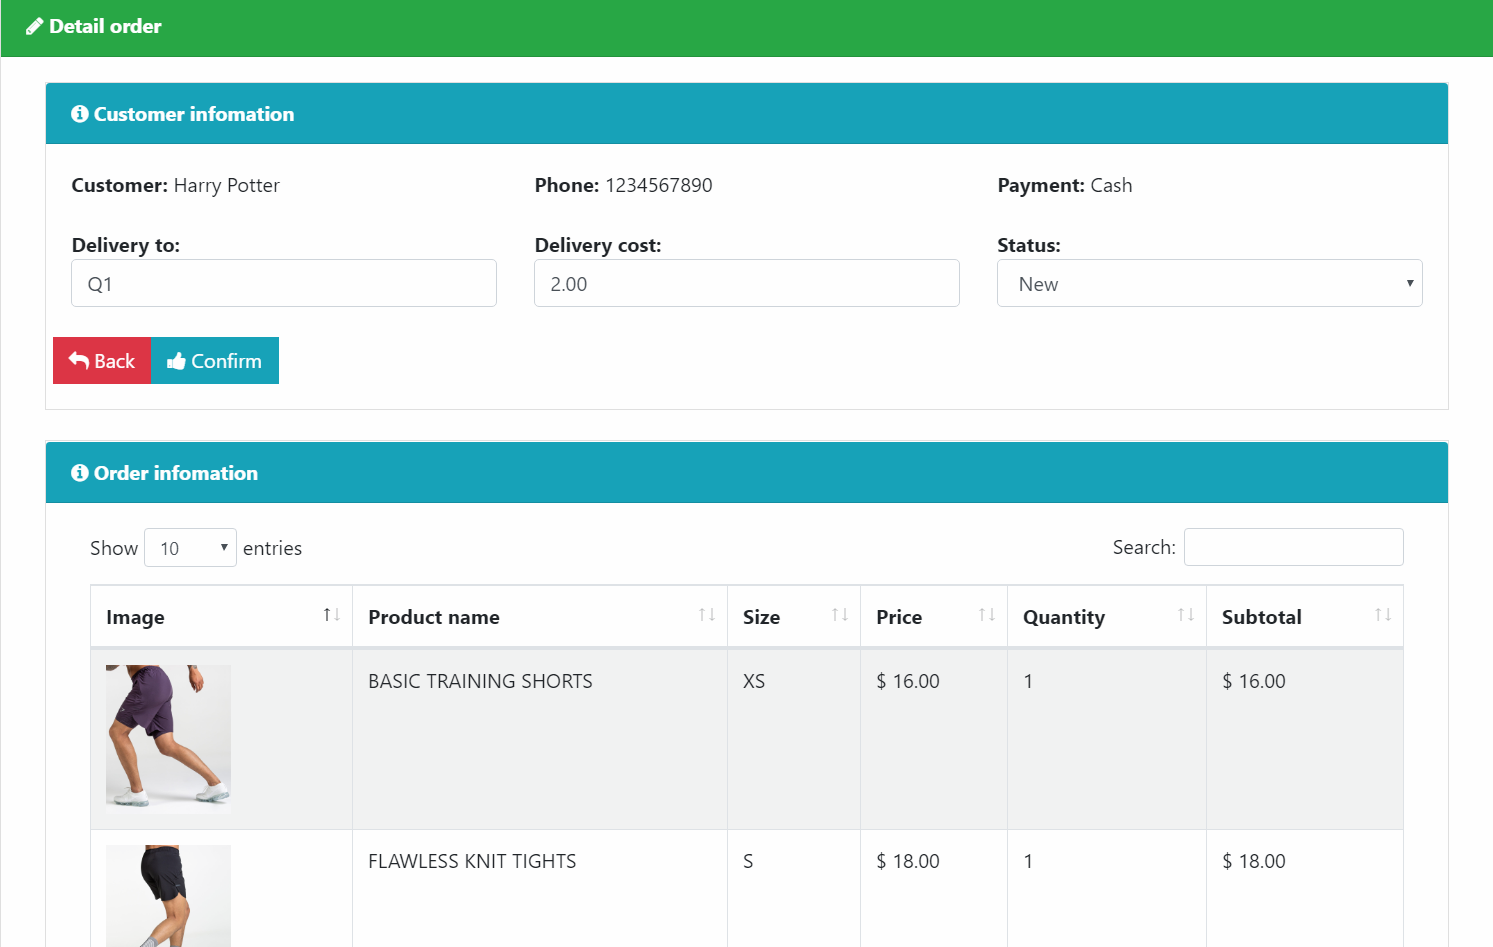 Detail order
Customer infomation
Customer: Harry Potter Phone: 1234567890 Payment: Cash
Delivery to: Delivery cost: Status:
Q1 2.00 New
Back Confirm
Order infomation
Show 10 entries Search:
Image Product name Size Price Quantity Subtotal
BASIC TRAINING SHORTS XS $ 16.00 1 $ 16.00
FLAWLESS KNIT TIGHTS S $ 18.00 1 $ 18.00